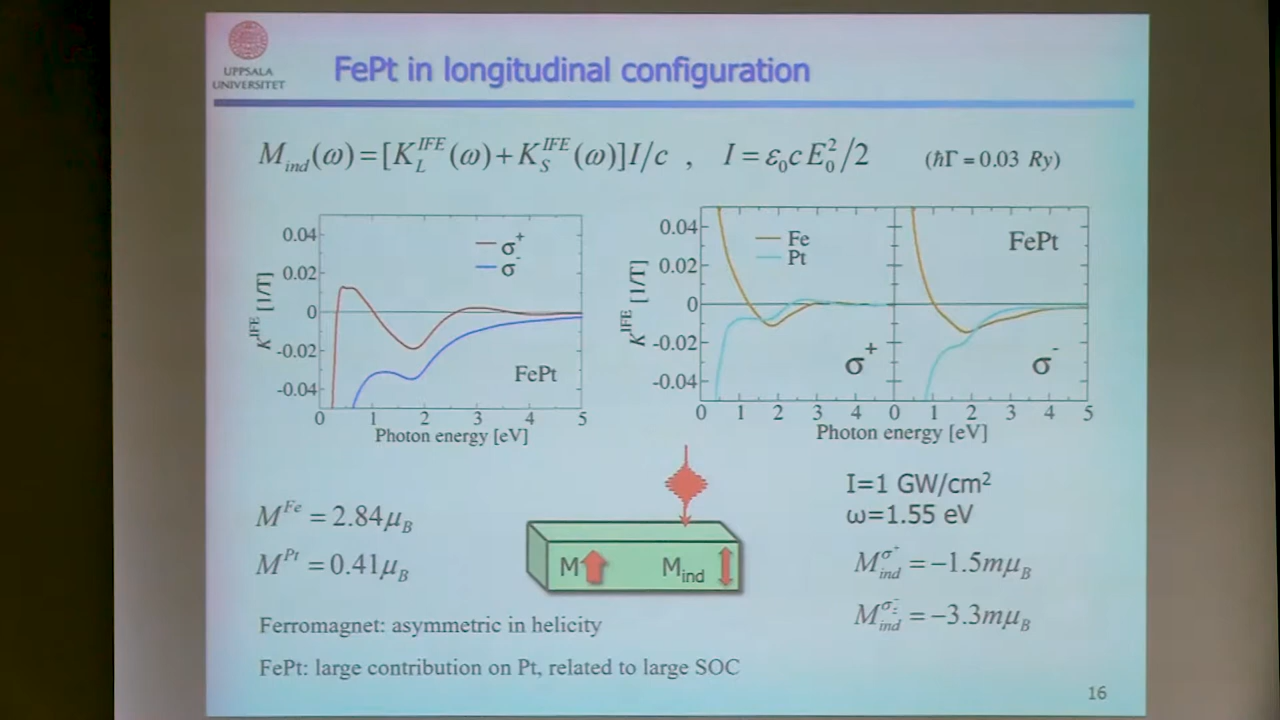 UPPSALA
UNIVERSITET
FePt in longitudinal configuration
M_ind(ω)=[K_L^IFE(ω)+K_S^IFE(ω)]I/c , I=ε₀cE₀²/2 (ħΓ=0.03 Ry)
K^IFE [1/T]
0.04
0.02
0
-0.02
-0.04
σ⁺
σ⁻
FePt
0 1 2 3 4 5
Photon energy [eV]
K^IFE [1/T]
0.04
0.02
0
-0.02
-0.04
Fe
Pt
σ⁺
FePt
σ⁻
0 1 2 3 4 0 1 2 3 4 5
Photon energy [eV]
M^Fe =2.84μ_B
M^Pt =0.41μ_B
M
M_ind
I=1 GW/cm²
ω=1.55 eV
M_ind^σ⁺ =−1.5mμ_B
M_ind^σ⁻ =−3.3mμ_B
Ferromagnet: asymmetric in helicity
FePt: large contribution on Pt, related to large SOC
16